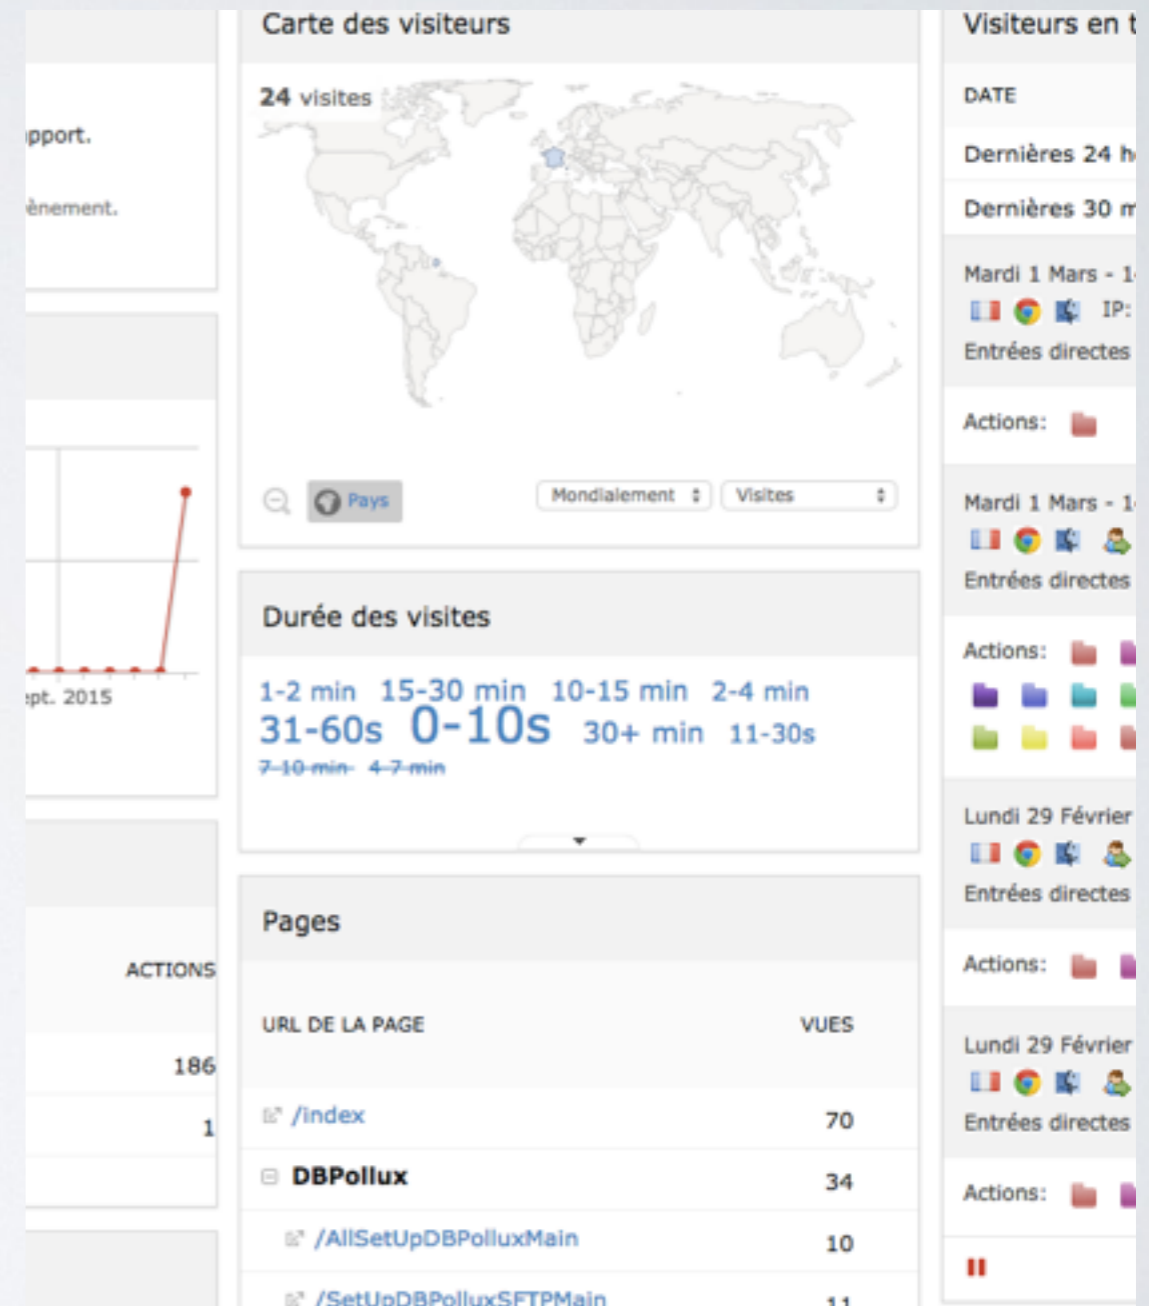 pport.
ènement.
ept. 2015
ACTIONS
186
1
Carte des visiteurs
24 visites
Pays
Mondialement
Visites
Durée des visites
1-2 min 15-30 min 10-15 min 2-4 min
31-60s 0-10s 30+ min 11-30s
7-10 min 4-7 min
Pages
URL DE LA PAGE VUES
/index 70
DBPollux 34
/AllSetUpDBPolluxMain 10
/SetUpDBPolluxSFTPMain 11
Visiteurs en t
DATE
Dernières 24 h
Dernières 30 m
Mardi 1 Mars - 1
IP:
Entrées directes
Actions:
Mardi 1 Mars - 1
Entrées directes
Actions:
Lundi 29 Février
Entrées directes
Actions:
Lundi 29 Février
Entrées directes
Actions: